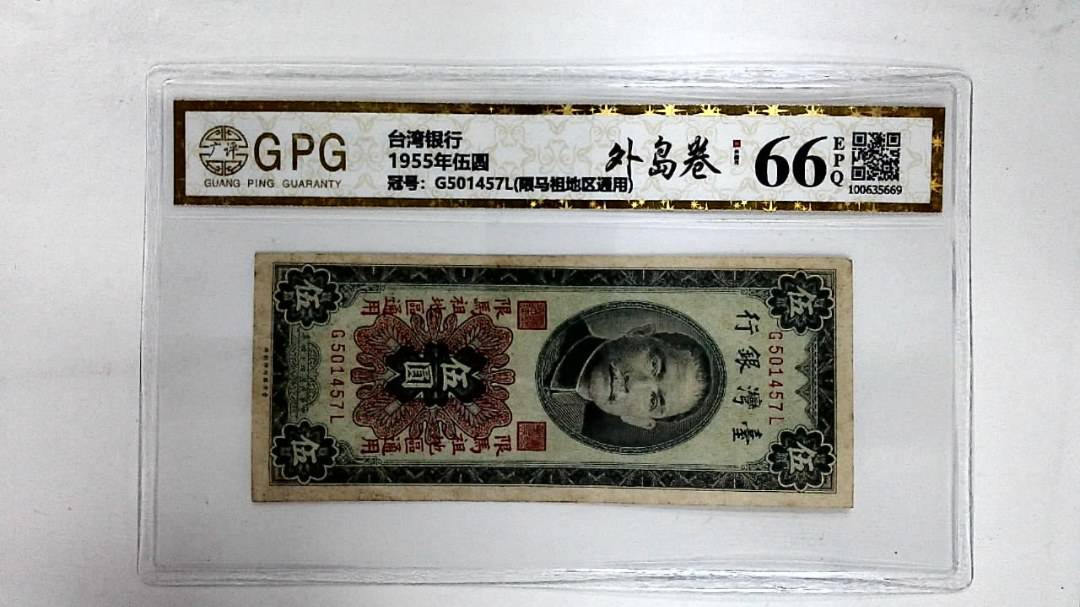 广评
GPG
GUANG PING GUARANTY
台湾银行
1955年伍圆
冠号：G501457L(限马祖地区通用)
外岛卷
66
EPQ
100635669
臺灣銀行
G501457L
伍
伍
限馬祖地區通用
伍圓
限馬祖地區通用
G501457L
伍
伍